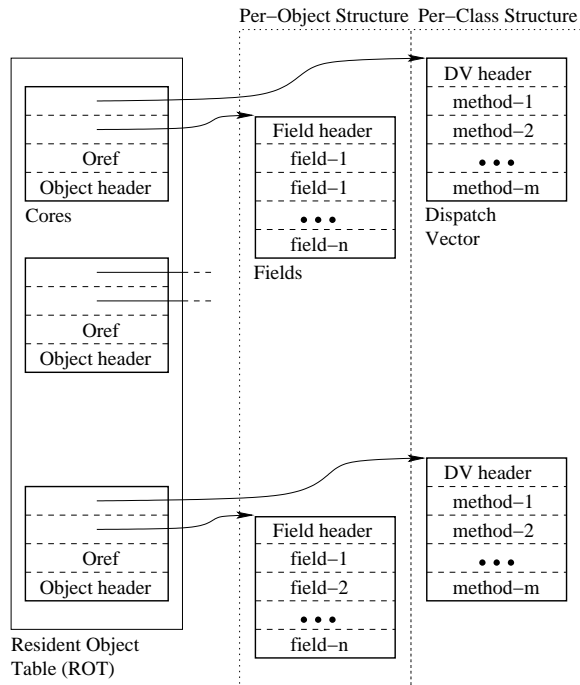 Per-Object Structure
Per-Class Structure
Oref
Object header
Cores
Field header
field-1
field-1
•••
field-n
Fields
DV header
method-1
method-2
•••
method-m
Dispatch
Vector
Oref
Object header
Oref
Object header
Resident Object
Table (ROT)
Field header
field-1
field-2
•••
field-n
DV header
method-1
method-2
•••
method-m